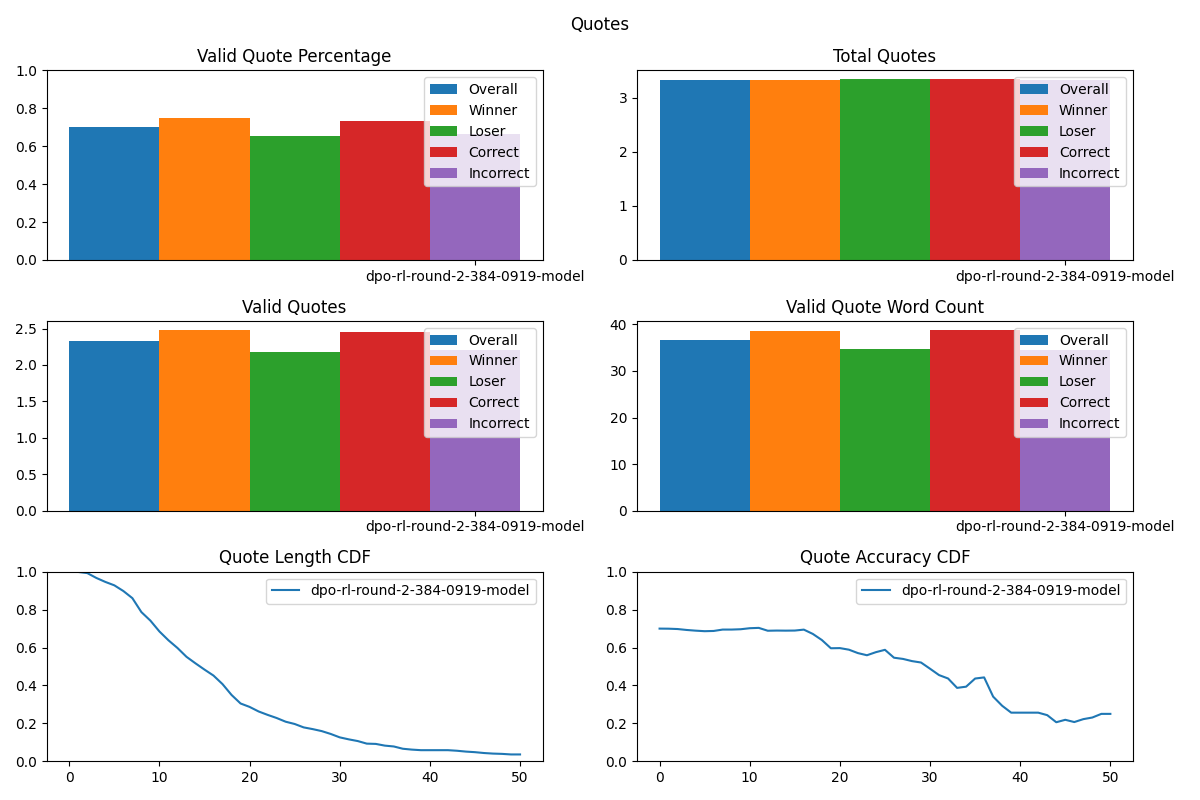 Quotes
Valid Quote Percentage
1.0
0.8
0.6
0.4
0.2
0.0
Overall
Winner
Loser
Correct
Incorrect
dpo-rl-round-2-384-0919-model
Total Quotes
3
2
1
0
Overall
Winner
Loser
Correct
Incorrect
dpo-rl-round-2-384-0919-model
Valid Quotes
2.5
2.0
1.5
1.0
0.5
0.0
Overall
Winner
Loser
Correct
Incorrect
dpo-rl-round-2-384-0919-model
Valid Quote Word Count
40
30
20
10
0
Overall
Winner
Loser
Correct
Incorrect
dpo-rl-round-2-384-0919-model
Quote Length CDF
1.0
0.8
0.6
0.4
0.2
0.0
dpo-rl-round-2-384-0919-model
0 10 20 30 40 50
Quote Accuracy CDF
1.0
0.8
0.6
0.4
0.2
0.0
dpo-rl-round-2-384-0919-model
0 10 20 30 40 50